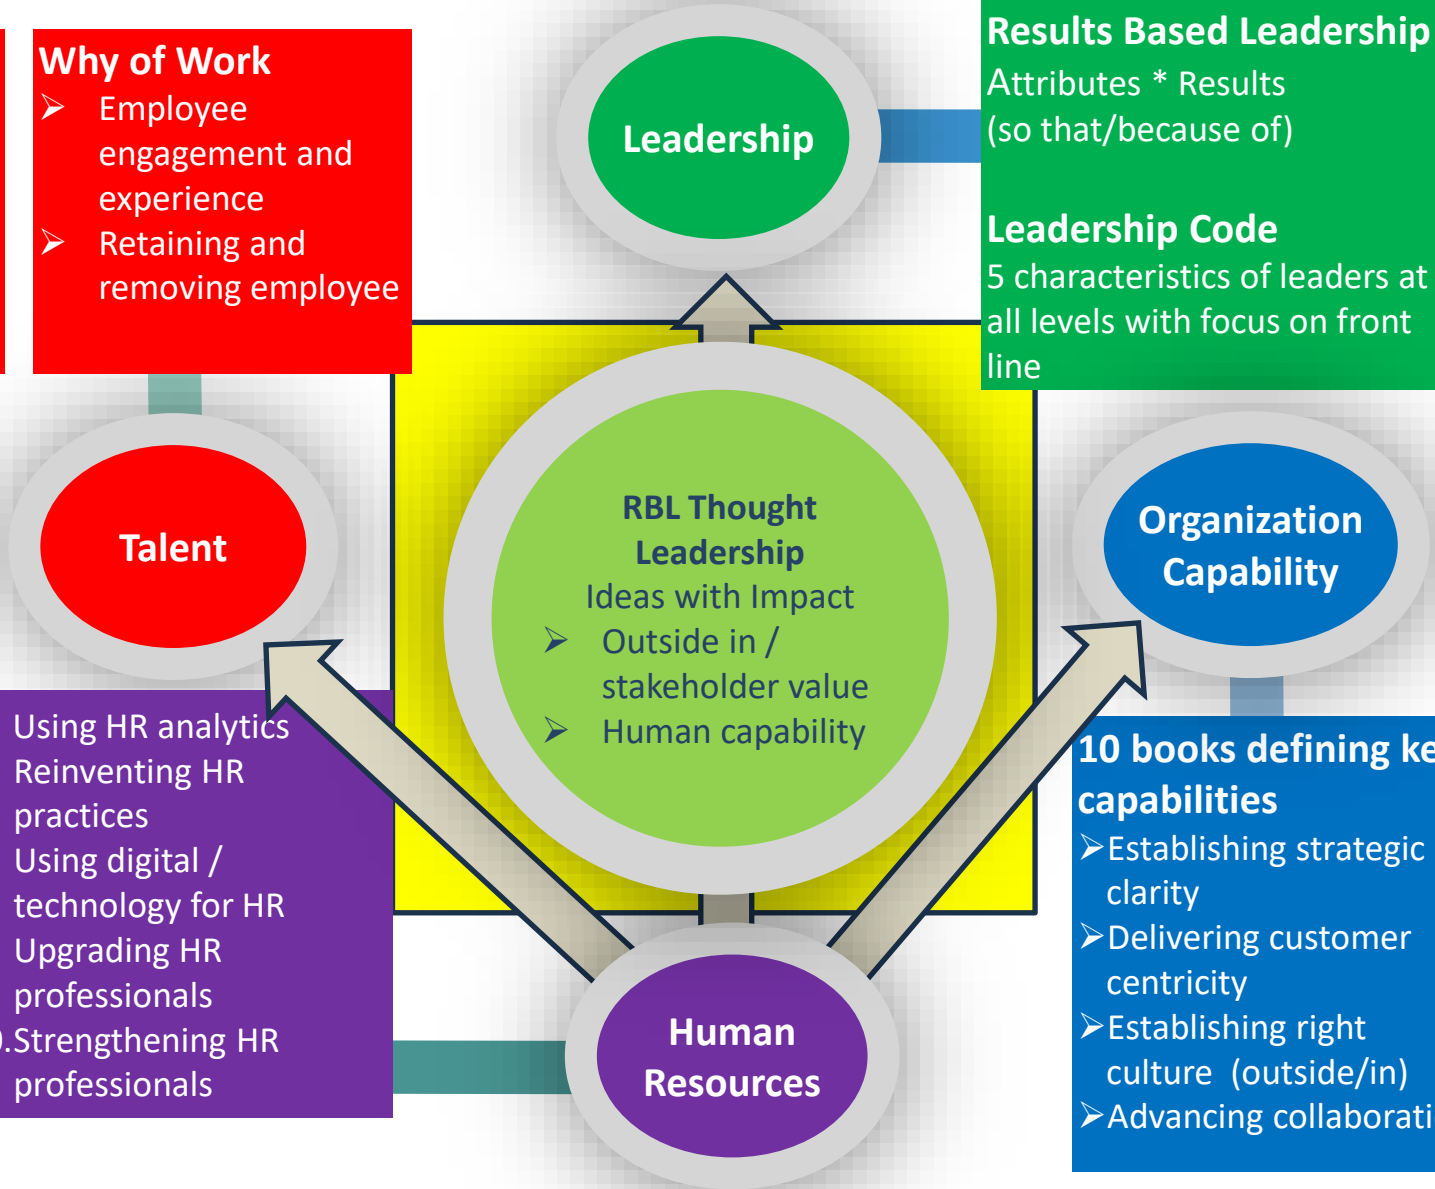 Why of Work
➢ Employee
engagement and
experience
➢ Retaining and
removing employee
Leadership
Results Based Leadership
Attributes * Results
(so that/because of)
Leadership Code
5 characteristics of leaders at
all levels with focus on front
line
Talent
RBL Thought
Leadership
Ideas with Impact
➢ Outside in /
stakeholder value
➢ Human capability
Organization
Capability
Using HR analytics
Reinventing HR
practices
Using digital /
technology for HR
Upgrading HR
professionals
.Strengthening HR
professionals
Human
Resources
10 books defining
capabilities
➢Establishing strategic
clarity
➢Delivering customer
centricity
➢Establishing right
culture (outside/in)
➢Advancing